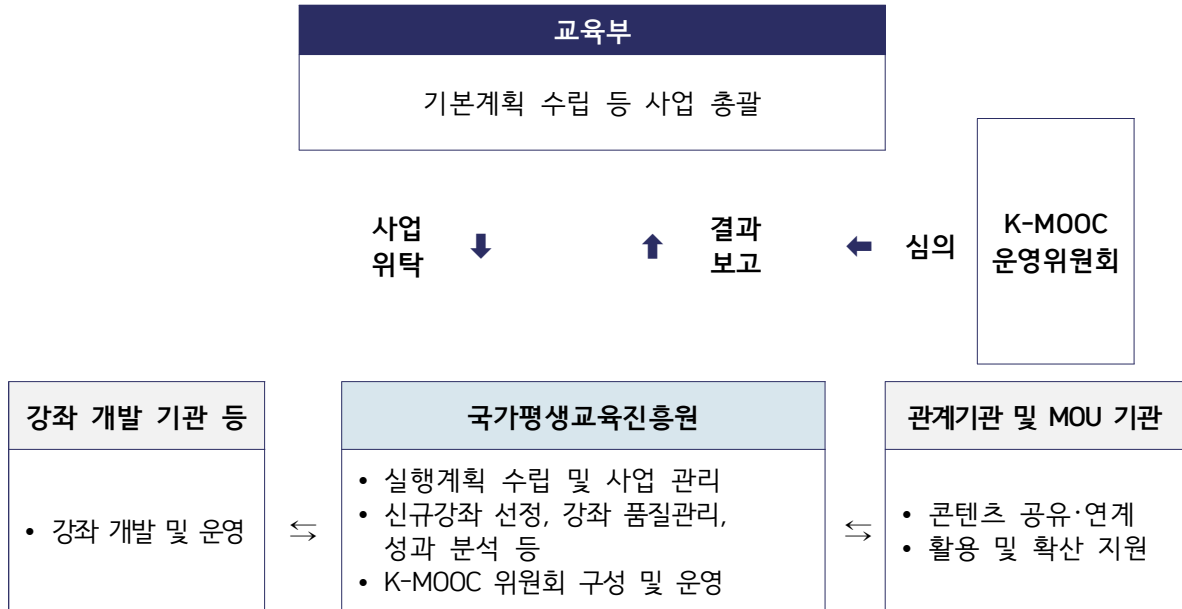 교육부
기본계획 수립 등 사업 총괄
사업
위탁
⬇
⬆
결과
보고
⬅
심의
K-MOOC
운영위원회
강좌 개발 기관 등
• 강좌 개발 및 운영
⇆
국가평생교육진흥원
• 실행계획 수립 및 사업 관리
• 신규강좌 선정, 강좌 품질관리,
성과 분석 등
• K-MOOC 위원회 구성 및 운영
⇆
관계기관 및 MOU 기관
• 콘텐츠 공유·연계
• 활용 및 확산 지원